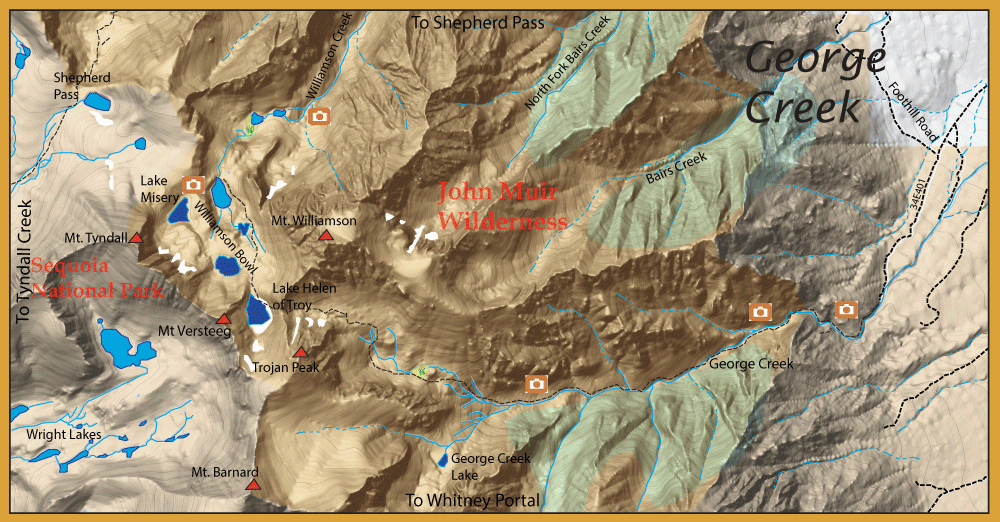 To Shepherd Pass
Williamson Creek
North Fork Bairs Creek
George
Creek
Shepherd
Pass
Foothill Road
Bairs Creek
Lake
Misery
34E401
John Muir
Wilderness
Williamson Bowl
Mt. Williamson
To Tyndall Creek
Mt. Tyndall
Sequoia
National Park
Lake Helen
of Troy
Mt Versteeg
Trojan Peak
George Creek
Wright Lakes
George Creek
Lake
Mt. Barnard
To Whitney Portal